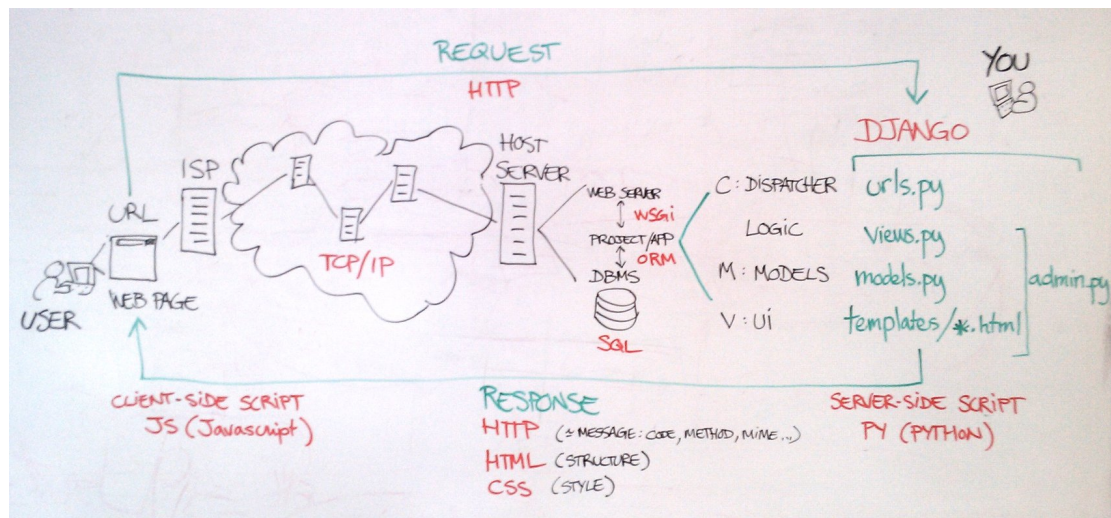 REQUEST
HTTP
YOU
DJANGO
HOST
SERVER
ISP
URL
WEB PAGE
USER
TCP/IP
WEB SERVER
WSGi
PROJECT/APP
ORM
DBMS
SQL
C: DISPATCHER
LOGIC
M: MODELS
V: Ui
urls.py
views.py
models.py
templates/*.html
admin.py
CLiENT-SiDE SCRiPT
JS (Javascript)
RESPONSE
HTTP (≃ MESSAGE: CODE, METHOD, MIME...)
HTML (STRUCTURE)
CSS (STYLE)
SERVER-SiDE SCRIPT
PY (PYTHON)